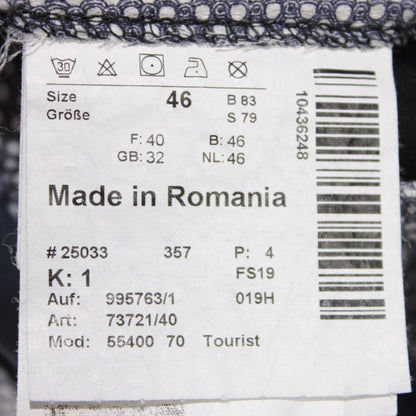 30
Size 46 B 83
Größe S 79
F: 40 B: 46
GB: 32 NL: 46
Made in Romania
# 25033 357 P: 4
K: 1 FS19
Auf: 995763/1 019H
Art: 73721/40
Mod: 55400 70 Tourist
10436248